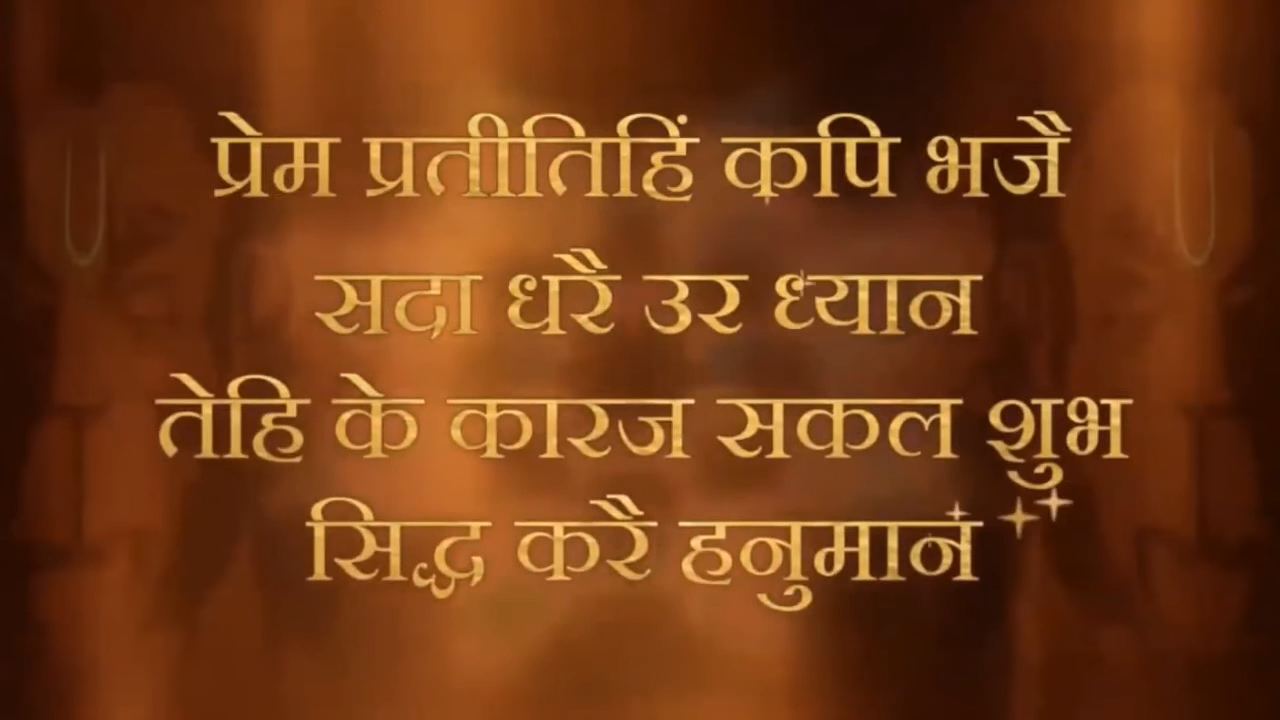 प्रेम प्रतीतिहिं कपि भजै
सदा धरै उर ध्यान
तेहि के कारज सकल शुभ
सिद्ध करै हनुमान